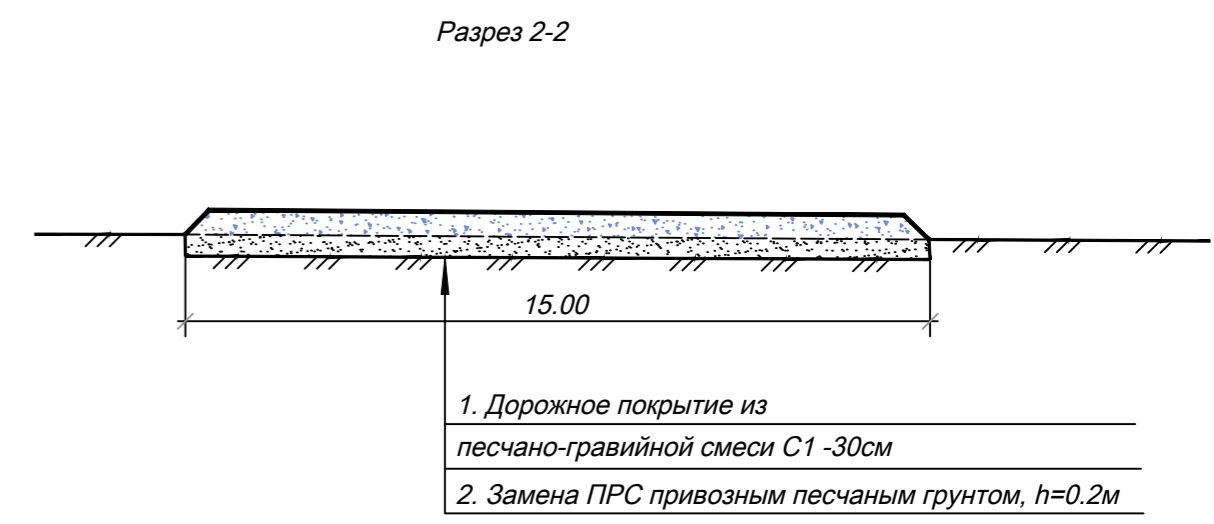 Разрез 2-2
15.00
1. Дорожное покрытие из
песчано-гравийной смеси С1 -30см
2. Замена ПРС привозным песчаным грунтом, h=0.2м